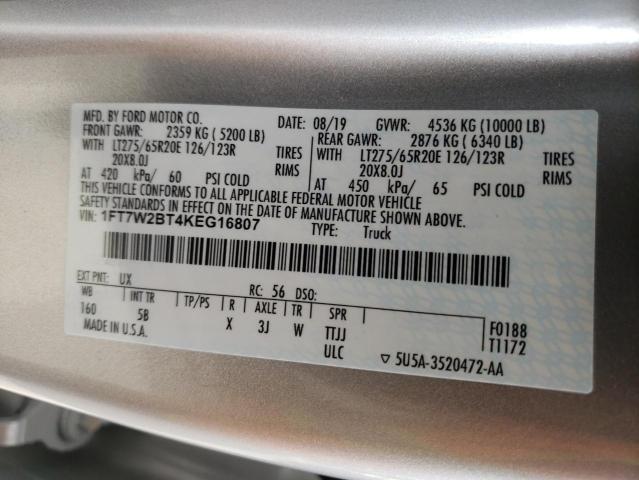 MFD. BY FORD MOTOR CO. DATE: 08/19 GVWR: 4536 KG (10000 LB)
FRONT GAWR: 2359 KG ( 5200 LB) REAR GAWR: 2876 KG ( 6340 LB)
WITH LT275/65R20E 126/123R TIRES WITH LT275/65R20E 126/123R TIRES
20X8.0J RIMS 20X8.0J RIMS
AT 420 kPa/ 60 PSI COLD AT 450 kPa/ 65 PSI COLD
THIS VEHICLE CONFORMS TO ALL APPLICABLE FEDERAL MOTOR VEHICLE
SAFETY STANDARDS IN EFFECT ON THE DATE OF MANUFACTURE SHOWN ABOVE.
VIN: 1FT7W2BT4KEG16807 TYPE: Truck
EXT PNT: UX RC: 56 DSO:
WB INT TR TP/PS R AXLE TR SPR
160 5B X 3J W TTJJ F0188
MADE IN U.S.A. ULC T1172
5U5A-3520472-AA